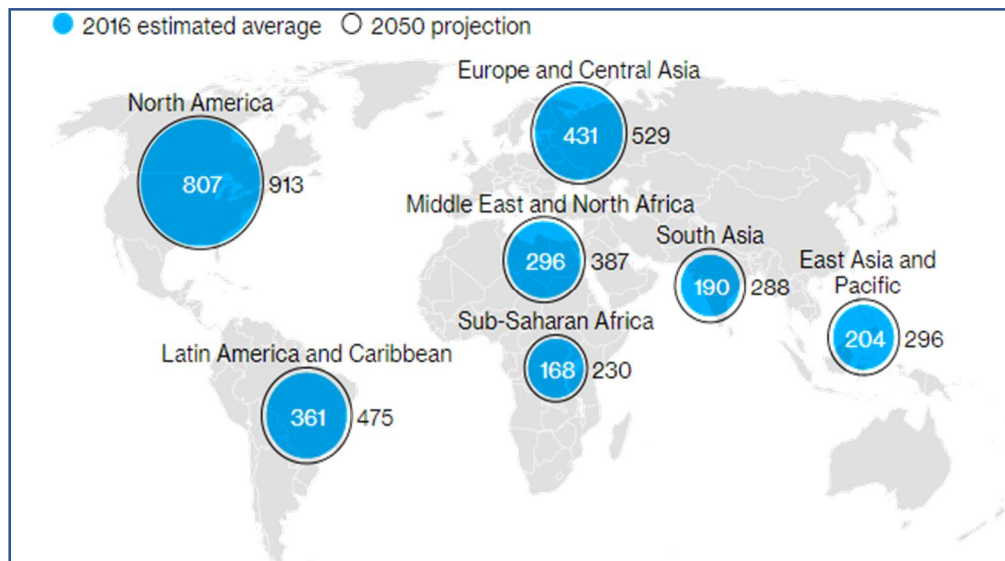 2016 estimated average 2050 projection
Europe and Central Asia
431 529
North America
807 913
Middle East and North Africa
296 387
South Asia
190 288
East Asia and
Pacific
204 296
Sub-Saharan Africa
168 230
Latin America and Caribbean
361 475